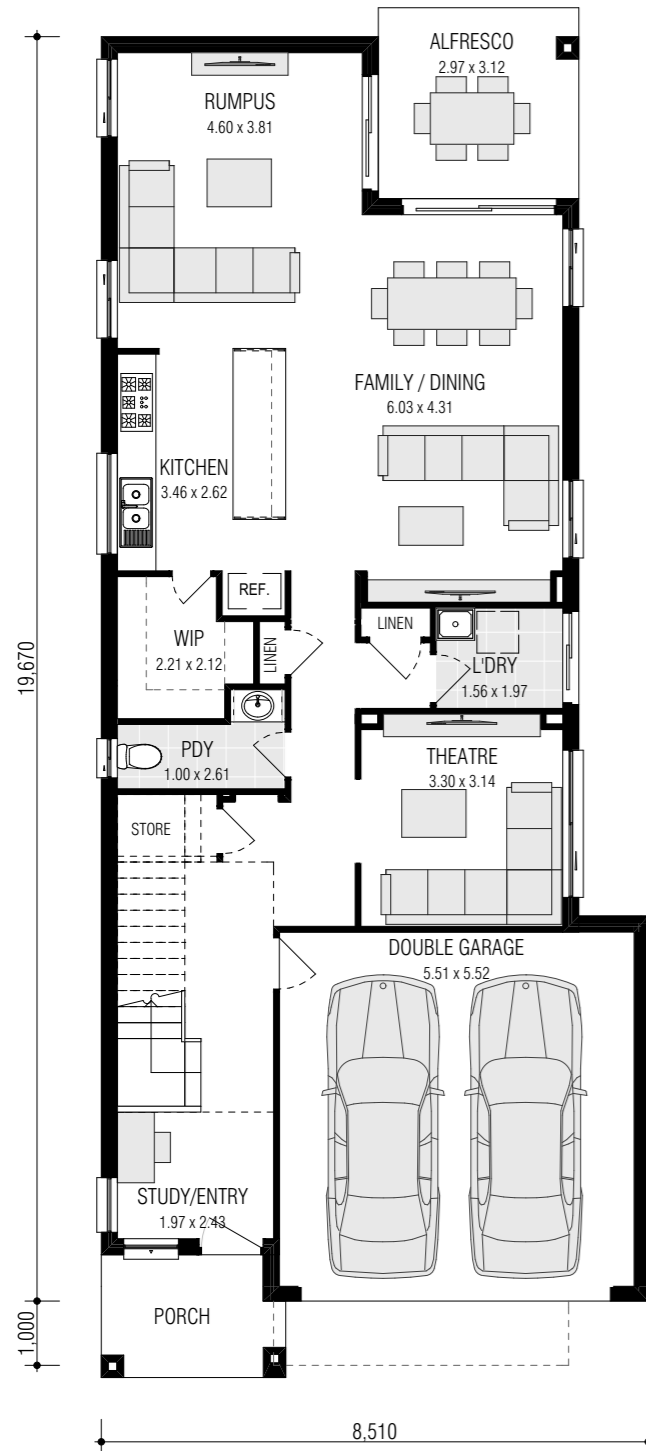 ALFRESCO
2.97 x 3.12
RUMPUS
4.60 x 3.81
FAMILY / DINING
6.03 x 4.31
KITCHEN
3.46 x 2.62
REF.
WIP
2.21 x 2.12
LINEN
LINEN
L'DRY
1.56 x 1.97
19,670
PDY
1.00 x 2.61
THEATRE
3.30 x 3.14
STORE
DOUBLE GARAGE
5.51 x 5.52
STUDY/ENTRY
1.97 x 2.43
PORCH
1,000
8,510